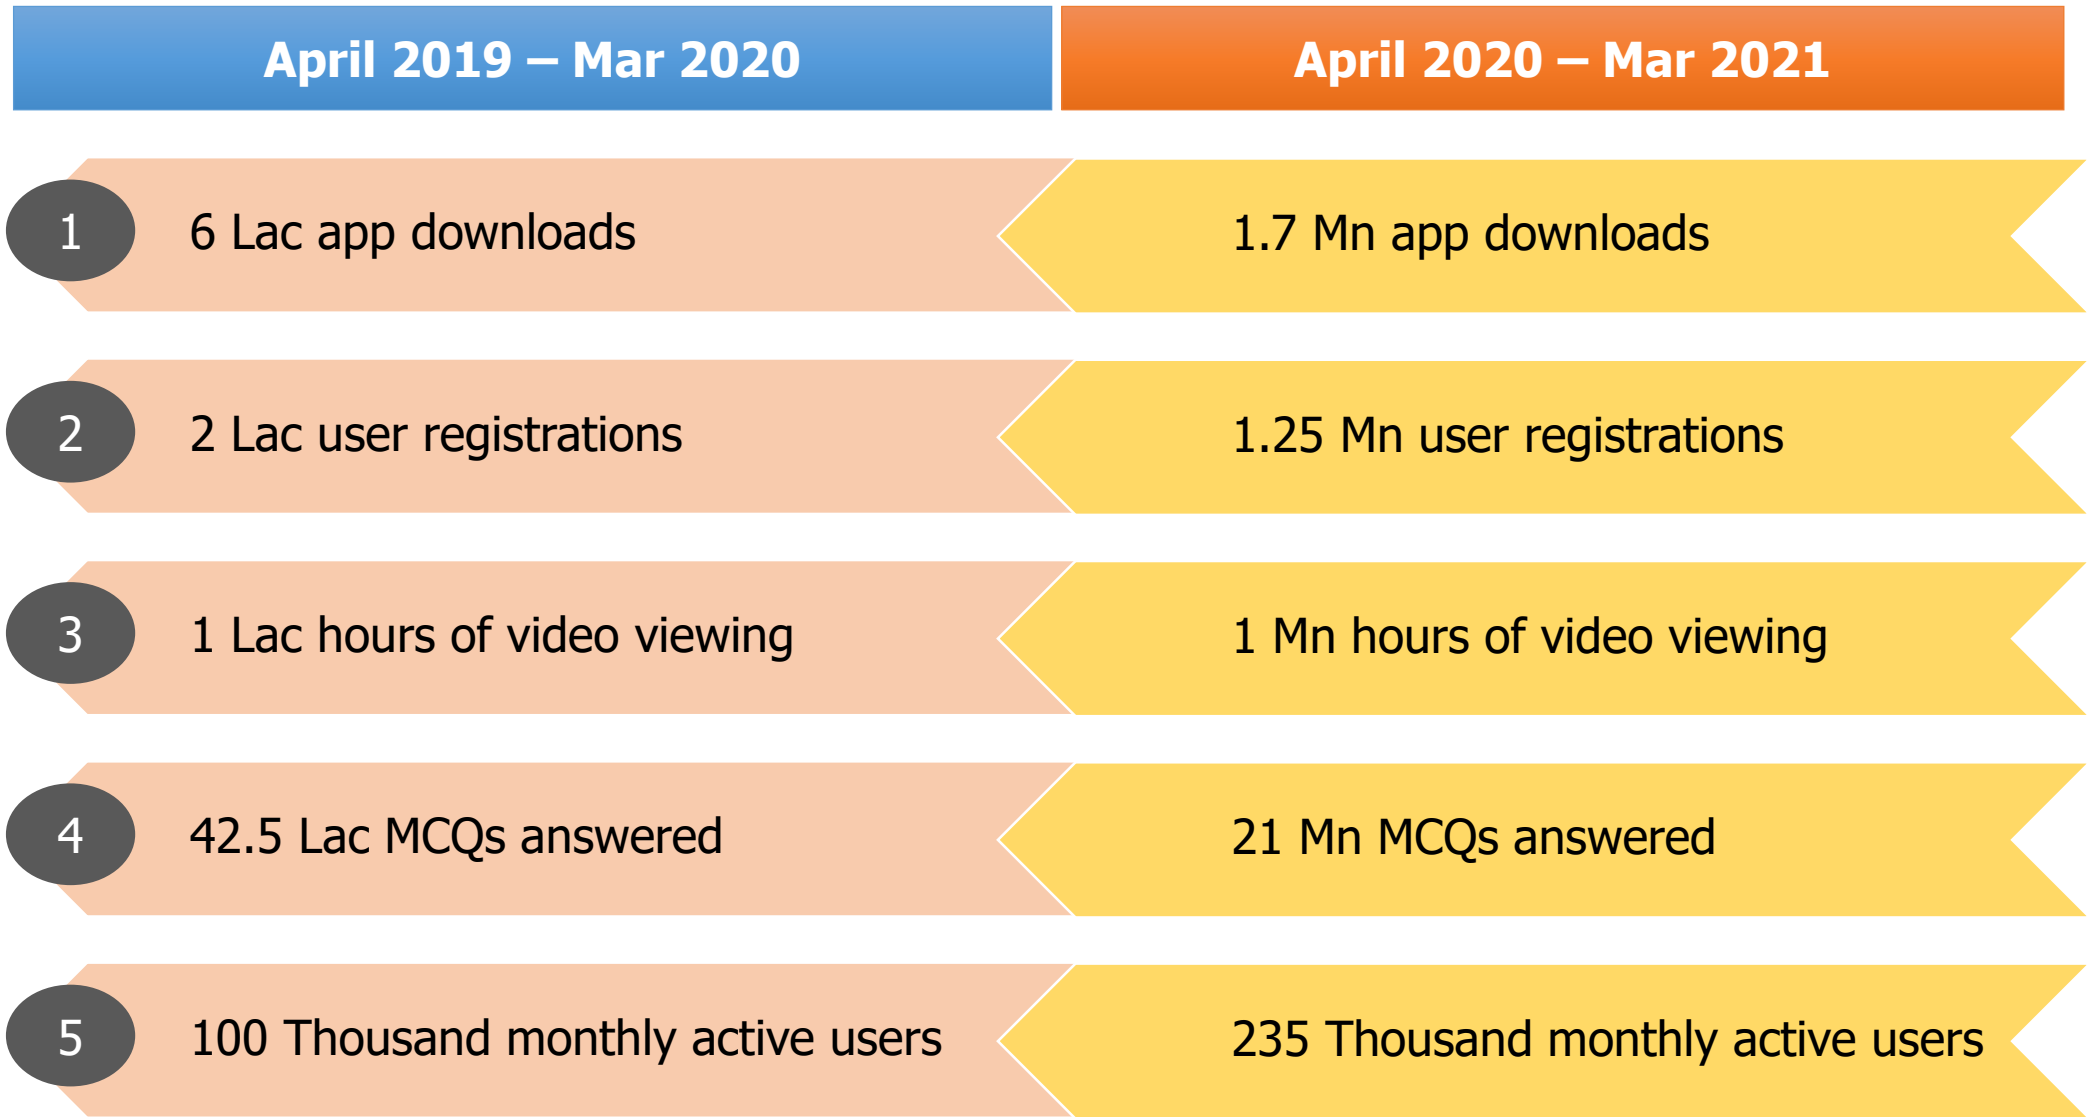 April 2019 – Mar 2020
April 2020 – Mar 2021
1
6 Lac app downloads
1.7 Mn app downloads
2
2 Lac user registrations
1.25 Mn user registrations
3
1 Lac hours of video viewing
1 Mn hours of video viewing
4
42.5 Lac MCQs answered
21 Mn MCQs answered
5
100 Thousand monthly active users
235 Thousand monthly active users